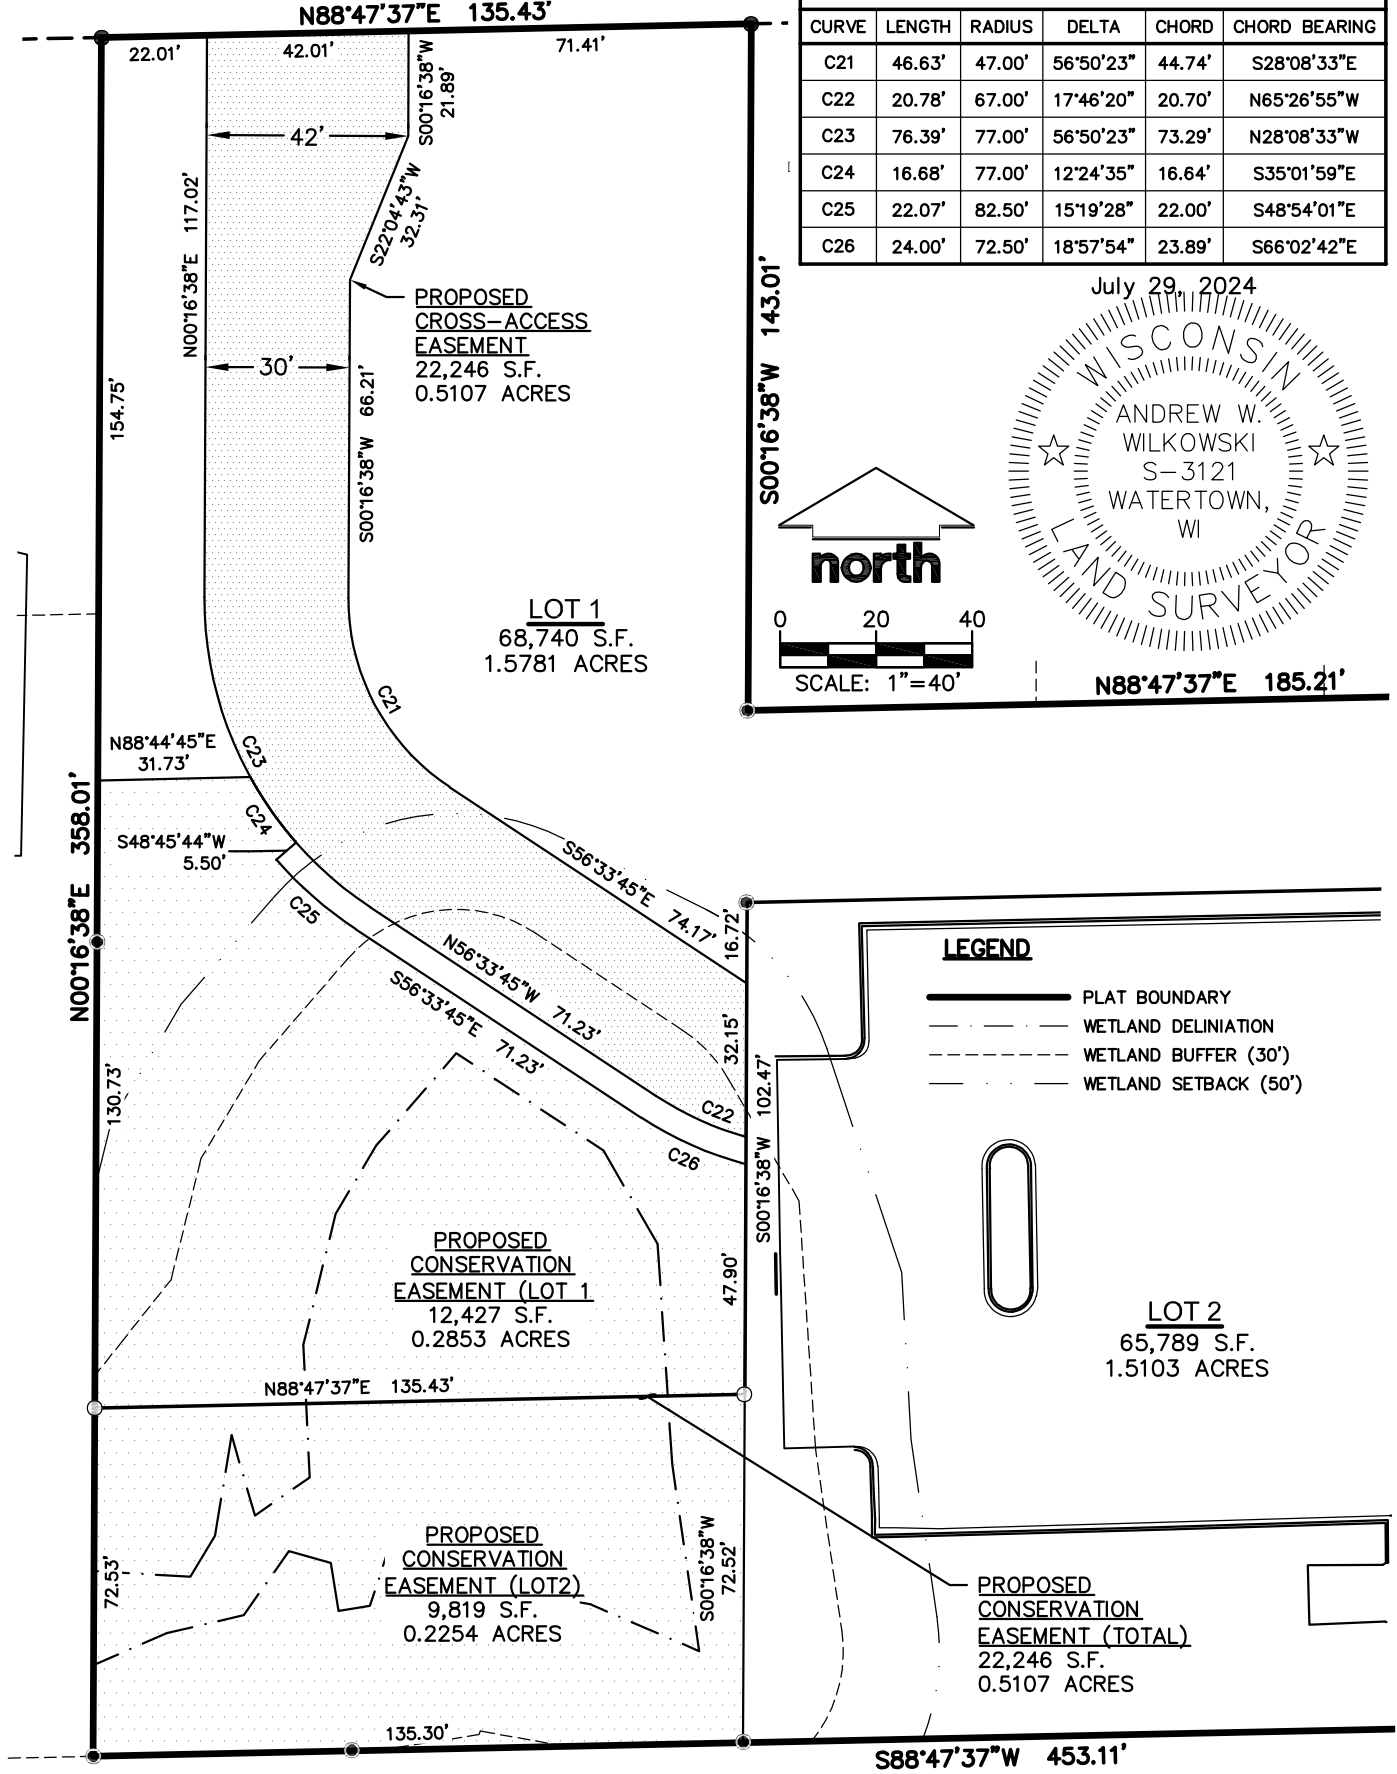 N88°47'37"E 135.43'
22.01'
42.01'
71.41'
S00°16'38"W
21.89'
42'
N00°16'38"E 117.02'
S22°04'43"W
32.31'
PROPOSED
CROSS-ACCESS
EASEMENT
22,246 S.F.
0.5107 ACRES
30'
154.75'
S00°16'38"W 66.21'
S00°16'38"W 143.01'
CURVE LENGTH RADIUS DELTA CHORD CHORD BEARING
C21 46.63' 47.00' 56°50'23" 44.74' S28°08'33"E
C22 20.78' 67.00' 17°46'20" 20.70' N65°26'55"W
C23 76.39' 77.00' 56°50'23" 73.29' N28°08'33"W
C24 16.68' 77.00' 12°24'35" 16.64' S35°01'59"E
C25 22.07' 82.50' 15°19'28" 22.00' S48°54'01"E
C26 24.00' 72.50' 18°57'54" 23.89' S66°02'42"E
July 29, 2024
WISCONSIN
ANDREW W.
WILKOWSKI
S-3121
WATERTOWN,
WI
LAND SURVEYOR
north
0 20 40
SCALE: 1"=40'
N88°47'37"E 185.21'
LOT 1
68,740 S.F.
1.5781 ACRES
C21
C23
N88°44'45"E
31.73'
C24
S48°45'44"W
5.50'
C25
N00°16'38"E 358.01'
S56°33'45"E 74.17'
16.72'
N56°33'45"W 71.23'
S56°33'45"E 71.23'
32.15'
C22
C26
S00°16'38"W 102.47'
130.73'
LEGEND
PLAT BOUNDARY
WETLAND DELINIATION
WETLAND BUFFER (30')
WETLAND SETBACK (50')
PROPOSED
CONSERVATION
EASEMENT (LOT 1
12,427 S.F.
0.2853 ACRES
47.90'
LOT 2
65,789 S.F.
1.5103 ACRES
N88°47'37"E 135.43'
PROPOSED
CONSERVATION
EASEMENT (LOT2)
9,819 S.F.
0.2254 ACRES
72.53'
S00°16'38"W
72.52'
PROPOSED
CONSERVATION
EASEMENT (TOTAL)
22,246 S.F.
0.5107 ACRES
135.30'
S88°47'37"W 453.11'